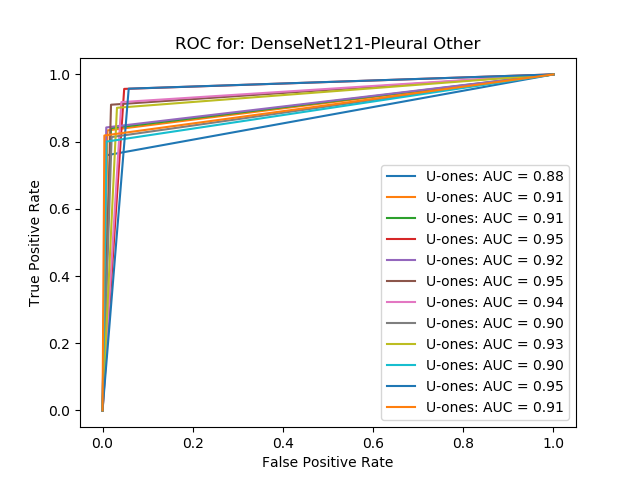 ROC for: DenseNet121-Pleural Other
True Positive Rate
1.0
0.8
0.6
0.4
0.2
0.0
U-ones: AUC = 0.88
U-ones: AUC = 0.91
U-ones: AUC = 0.91
U-ones: AUC = 0.95
U-ones: AUC = 0.92
U-ones: AUC = 0.95
U-ones: AUC = 0.94
U-ones: AUC = 0.90
U-ones: AUC = 0.93
U-ones: AUC = 0.90
U-ones: AUC = 0.95
U-ones: AUC = 0.91
0.0 0.2 0.4 0.6 0.8 1.0
False Positive Rate